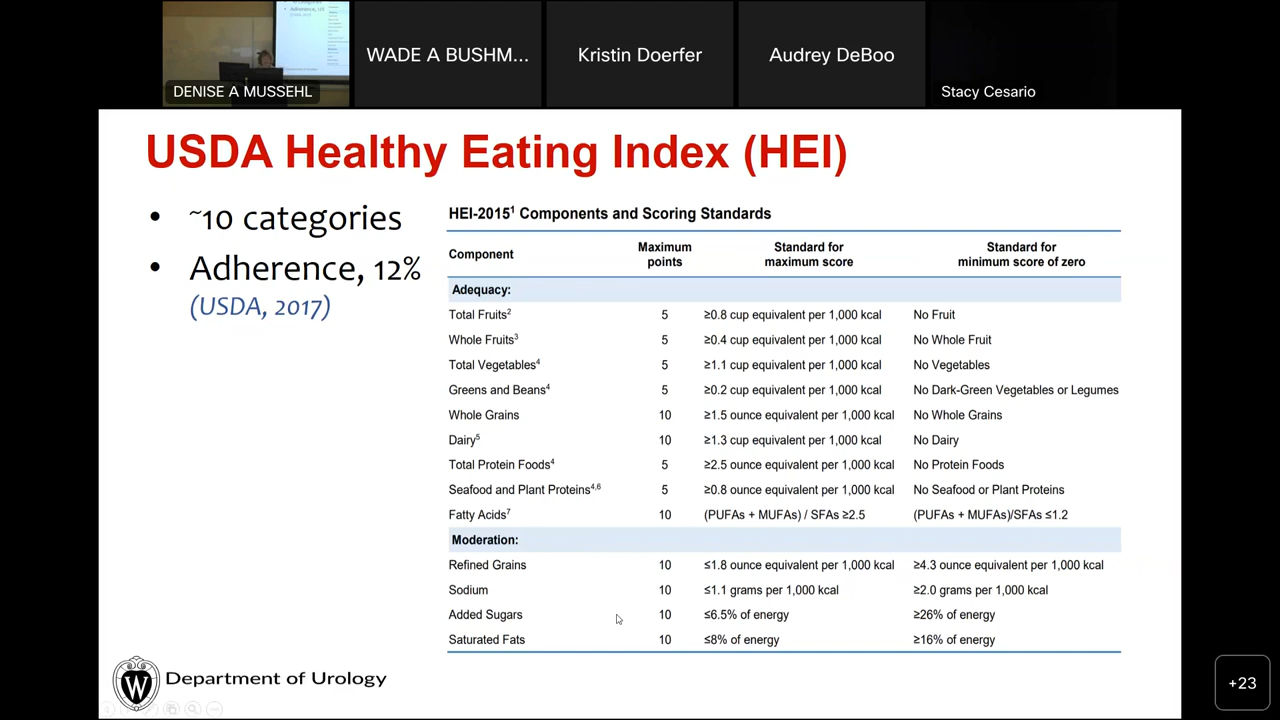 DENISE A MUSSEHL
WADE A BUSHM...
Kristin Doerfer
Audrey DeBoo
Stacy Cesario
USDA Healthy Eating Index (HEI)
• ~10 categories
• Adherence, 12%
(USDA, 2017)
HEI-2015¹ Components and Scoring Standards
Component Maximum points Standard for maximum score Standard for minimum score of zero
Adequacy:
Total Fruits² 5 ≥0.8 cup equivalent per 1,000 kcal No Fruit
Whole Fruits³ 5 ≥0.4 cup equivalent per 1,000 kcal No Whole Fruit
Total Vegetables⁴ 5 ≥1.1 cup equivalent per 1,000 kcal No Vegetables
Greens and Beans⁴ 5 ≥0.2 cup equivalent per 1,000 kcal No Dark-Green Vegetables or Legumes
Whole Grains 10 ≥1.5 ounce equivalent per 1,000 kcal No Whole Grains
Dairy⁵ 10 ≥1.3 cup equivalent per 1,000 kcal No Dairy
Total Protein Foods⁴ 5 ≥2.5 ounce equivalent per 1,000 kcal No Protein Foods
Seafood and Plant Proteins⁴,⁶ 5 ≥0.8 ounce equivalent per 1,000 kcal No Seafood or Plant Proteins
Fatty Acids⁷ 10 (PUFAs + MUFAs) / SFAs ≥2.5 (PUFAs + MUFAs)/SFAs ≤1.2
Moderation:
Refined Grains 10 ≤1.8 ounce equivalent per 1,000 kcal ≥4.3 ounce equivalent per 1,000 kcal
Sodium 10 ≤1.1 grams per 1,000 kcal ≥2.0 grams per 1,000 kcal
Added Sugars 10 ≤6.5% of energy ≥26% of energy
Saturated Fats 10 ≤8% of energy ≥16% of energy
W
Department of Urology
+23